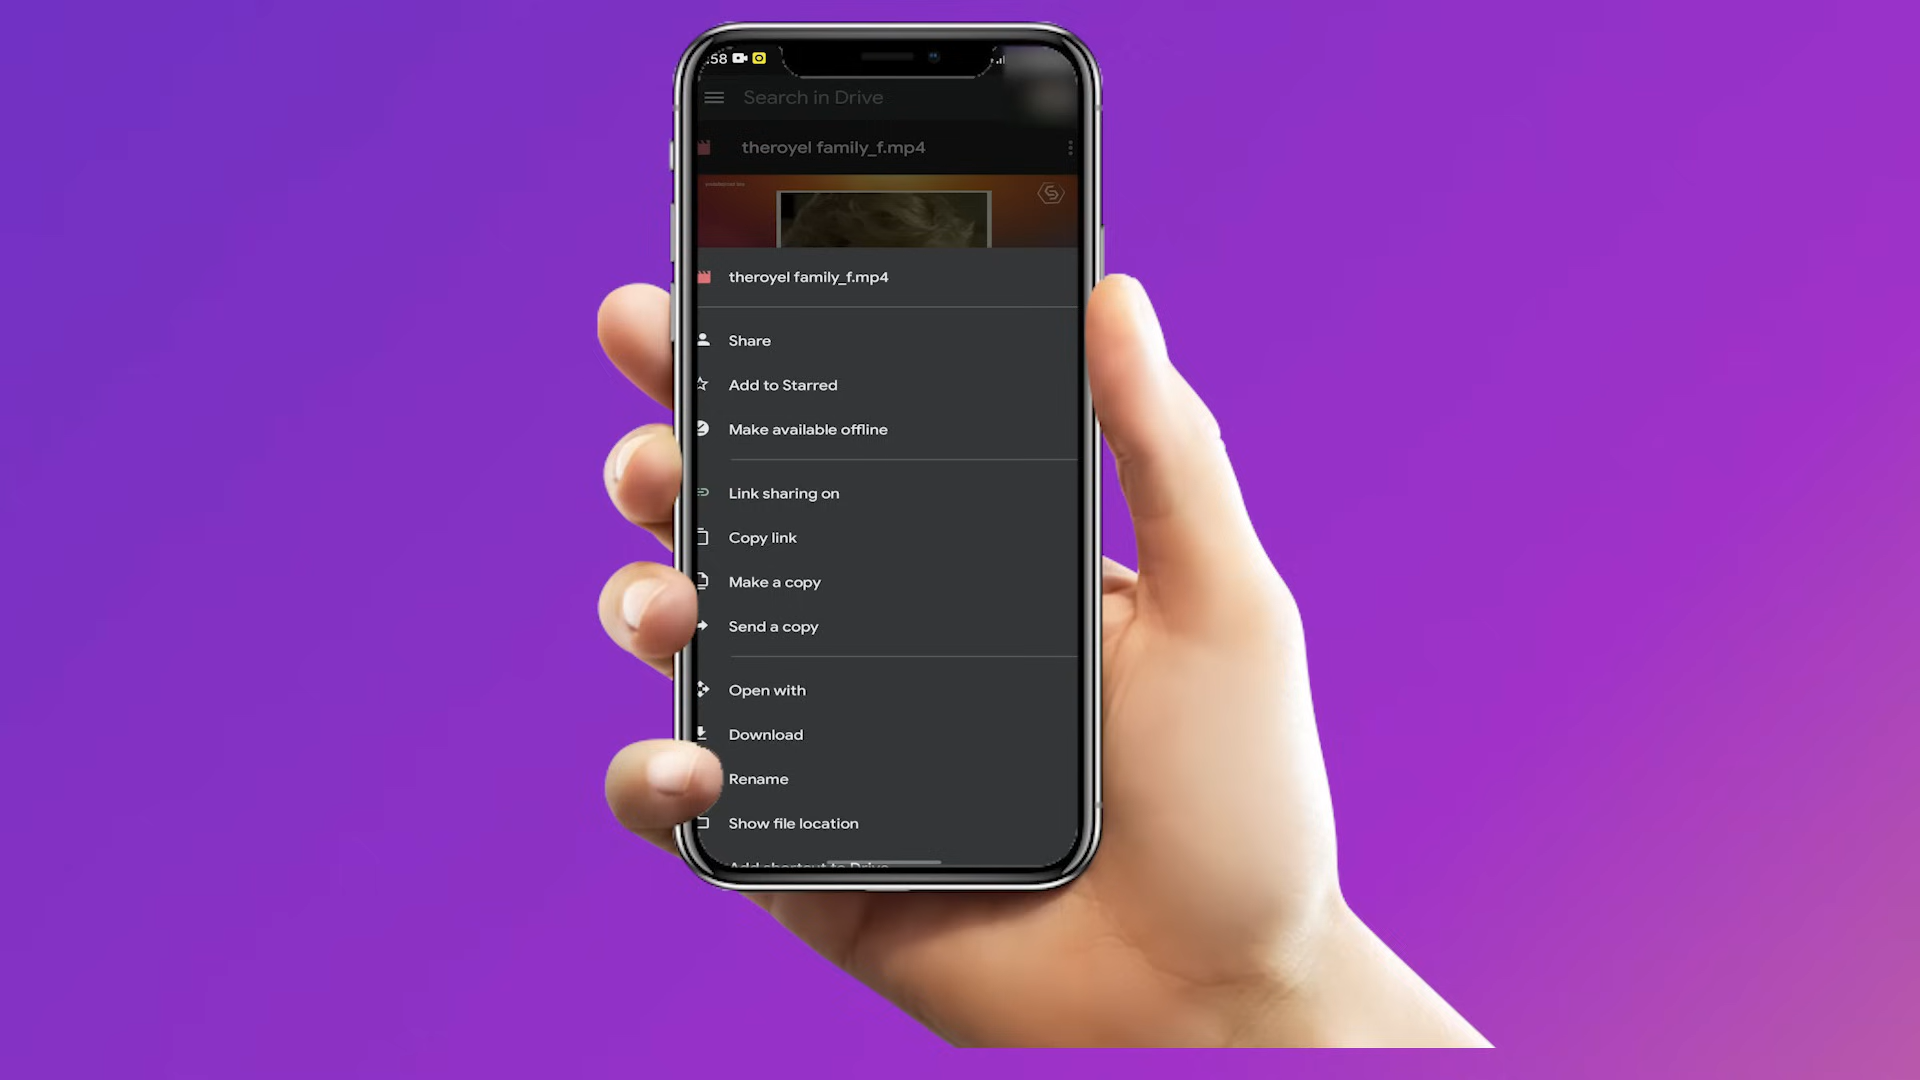 :58
Search in Drive
theroyel family_f.mp4
theroyel family_f.mp4
Share
Add to Starred
Make available offline
Link sharing on
Copy link
Make a copy
Send a copy
Open with
Download
Rename
Show file location
Add shortcut to Drive